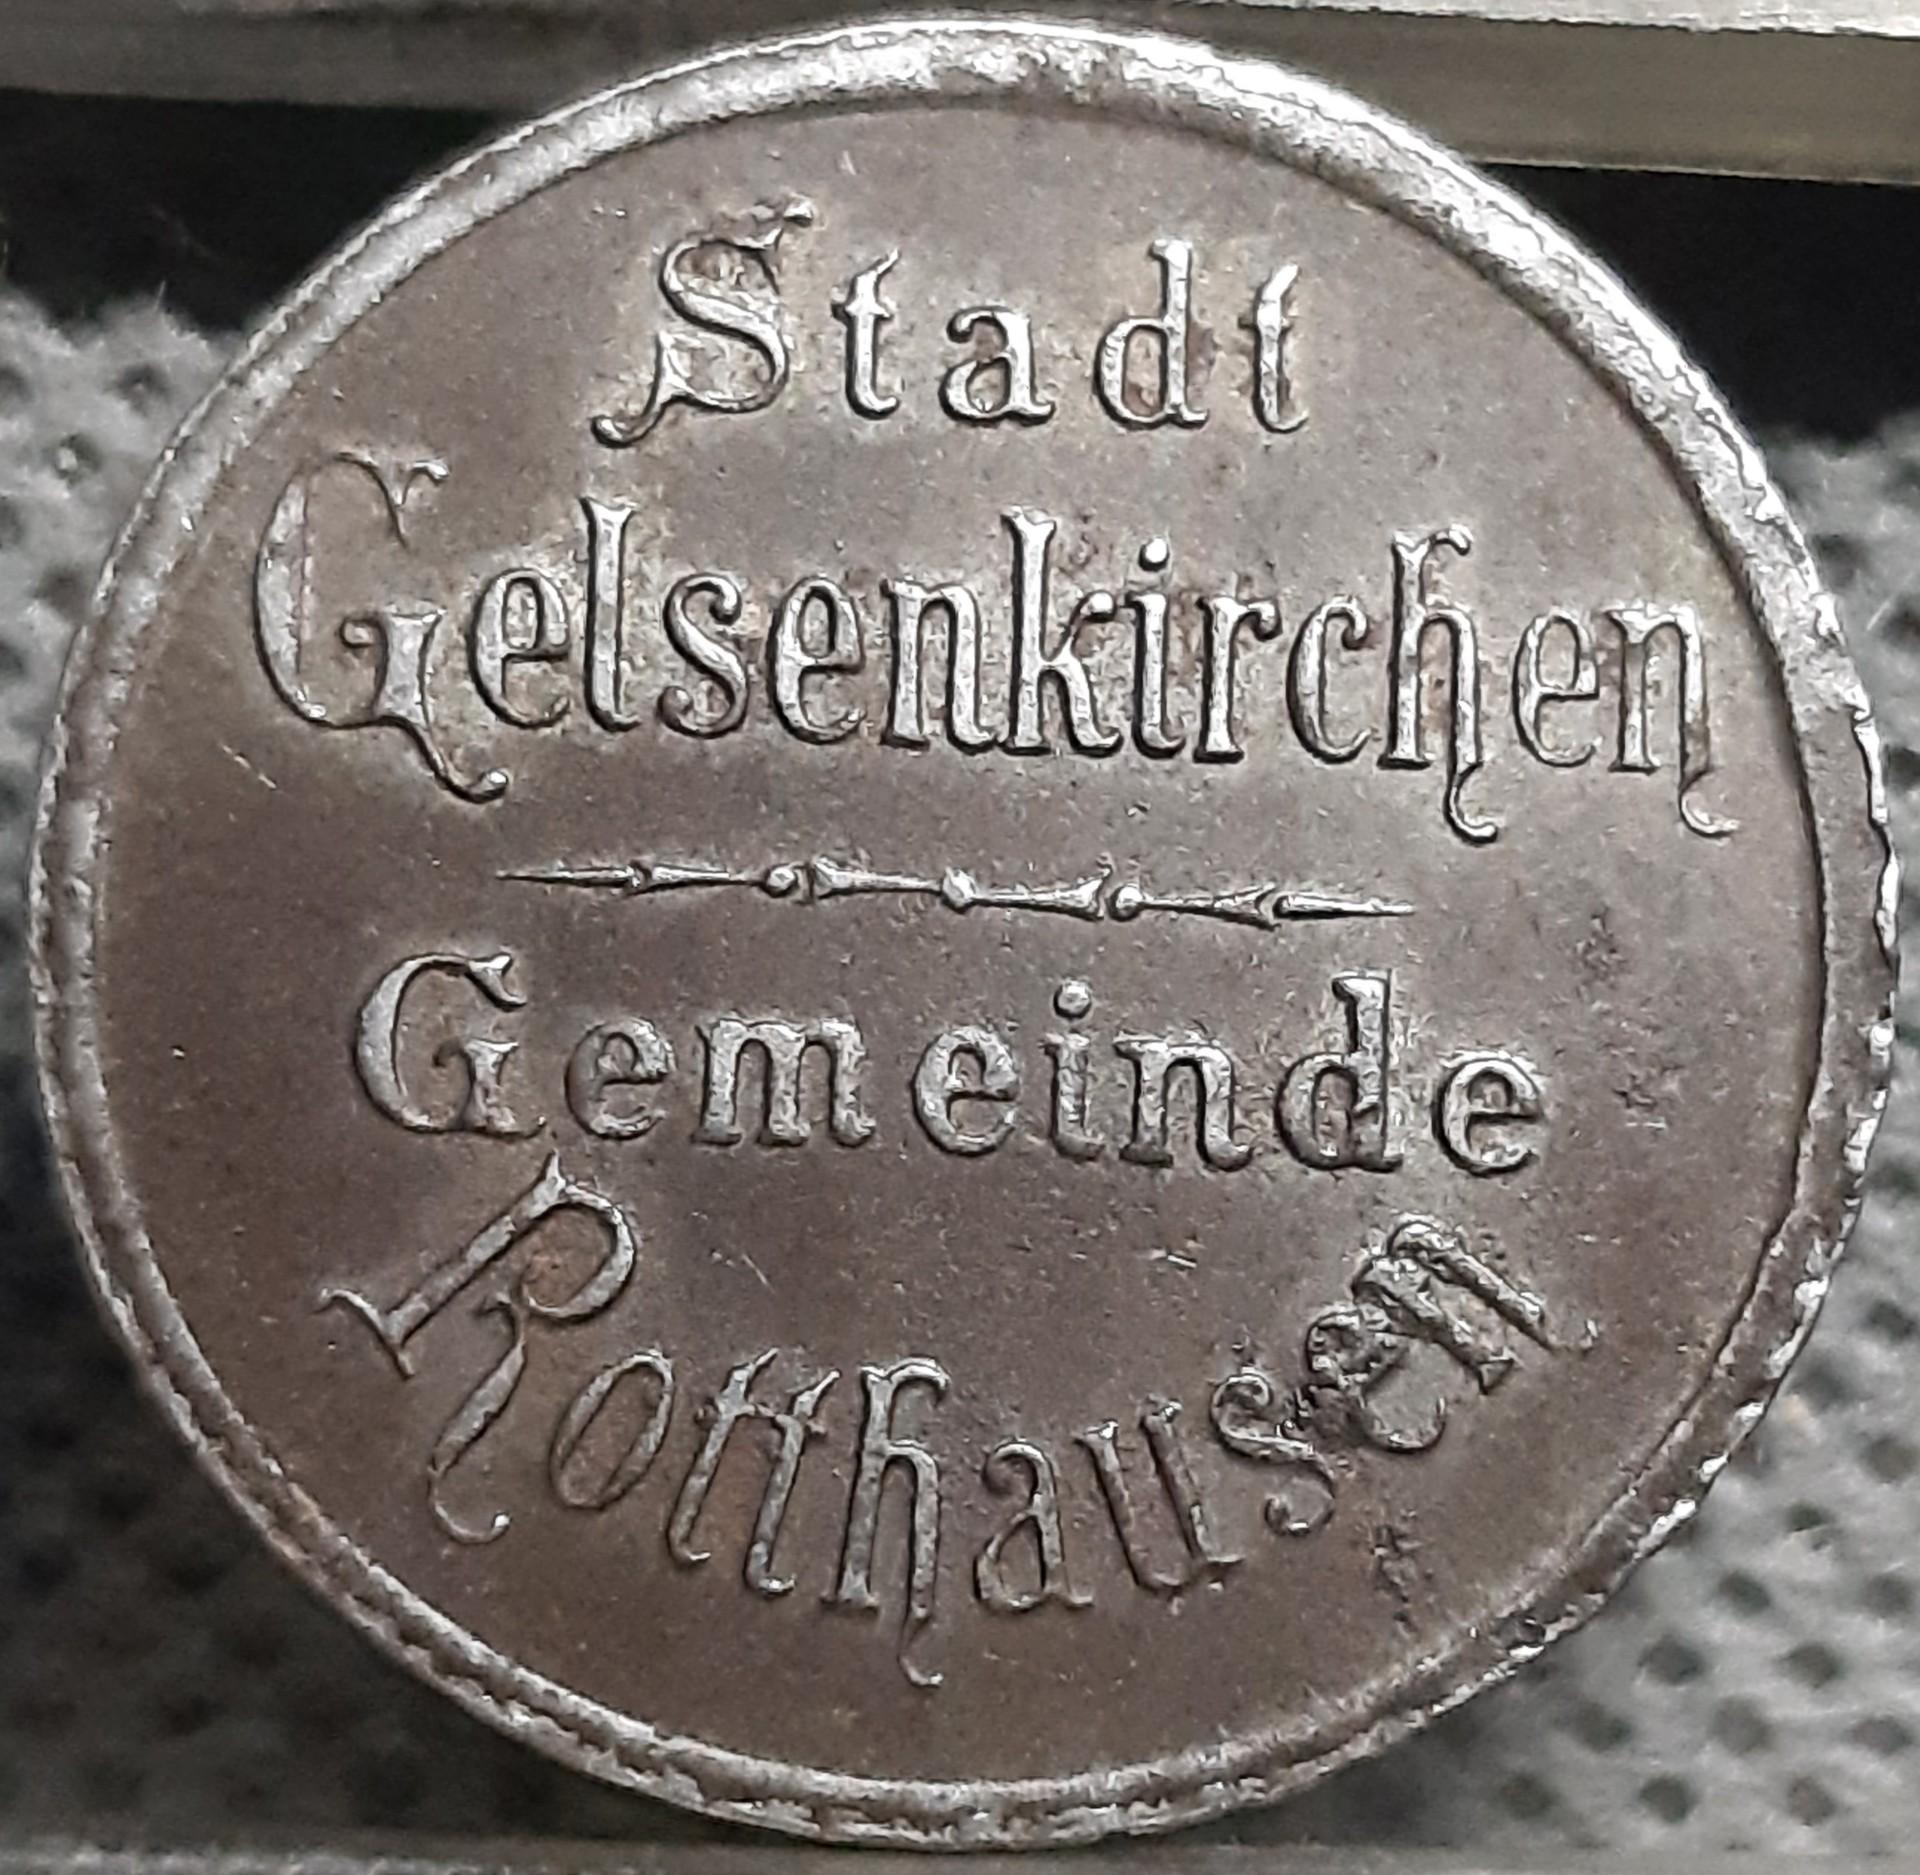 Stadt
Gelsenkirchen
Gemeinde
Rotthausen